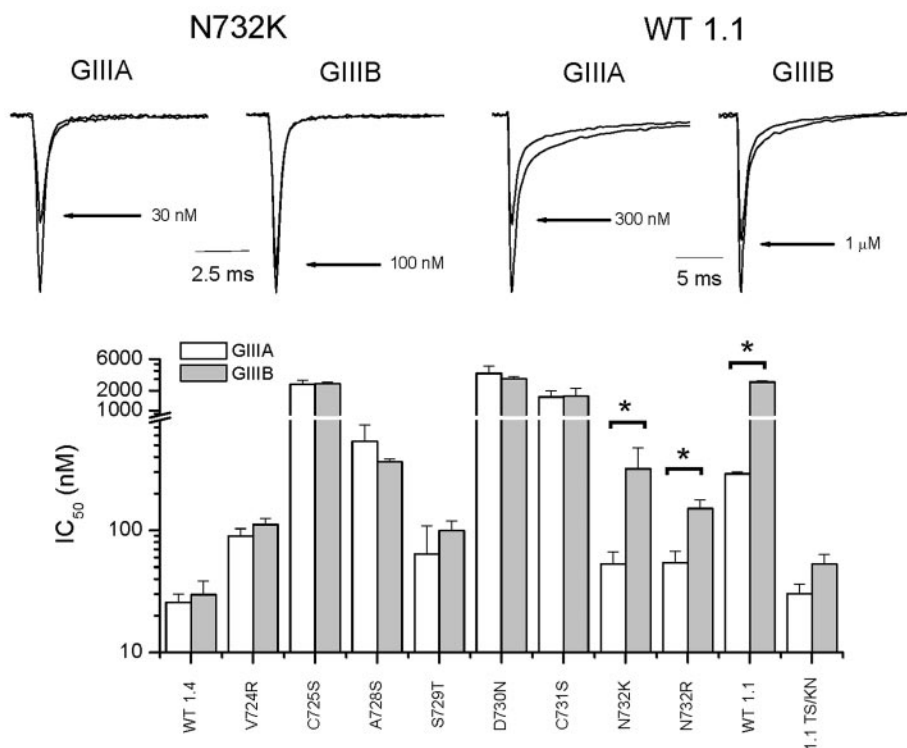 N732K WT 1.1
GIIIA GIIIB GIIIA GIIIB
30 nM
100 nM
300 nM
1 μM
2.5 ms
5 ms
GIIIA
GIIIB
6000
2000
1000
100
10
IC50 (nM)
* * *
WT 1.4
V724R
C725S
A728S
S729T
D730N
C731S
N732K
N732R
WT 1.1
1.1 TS/KN